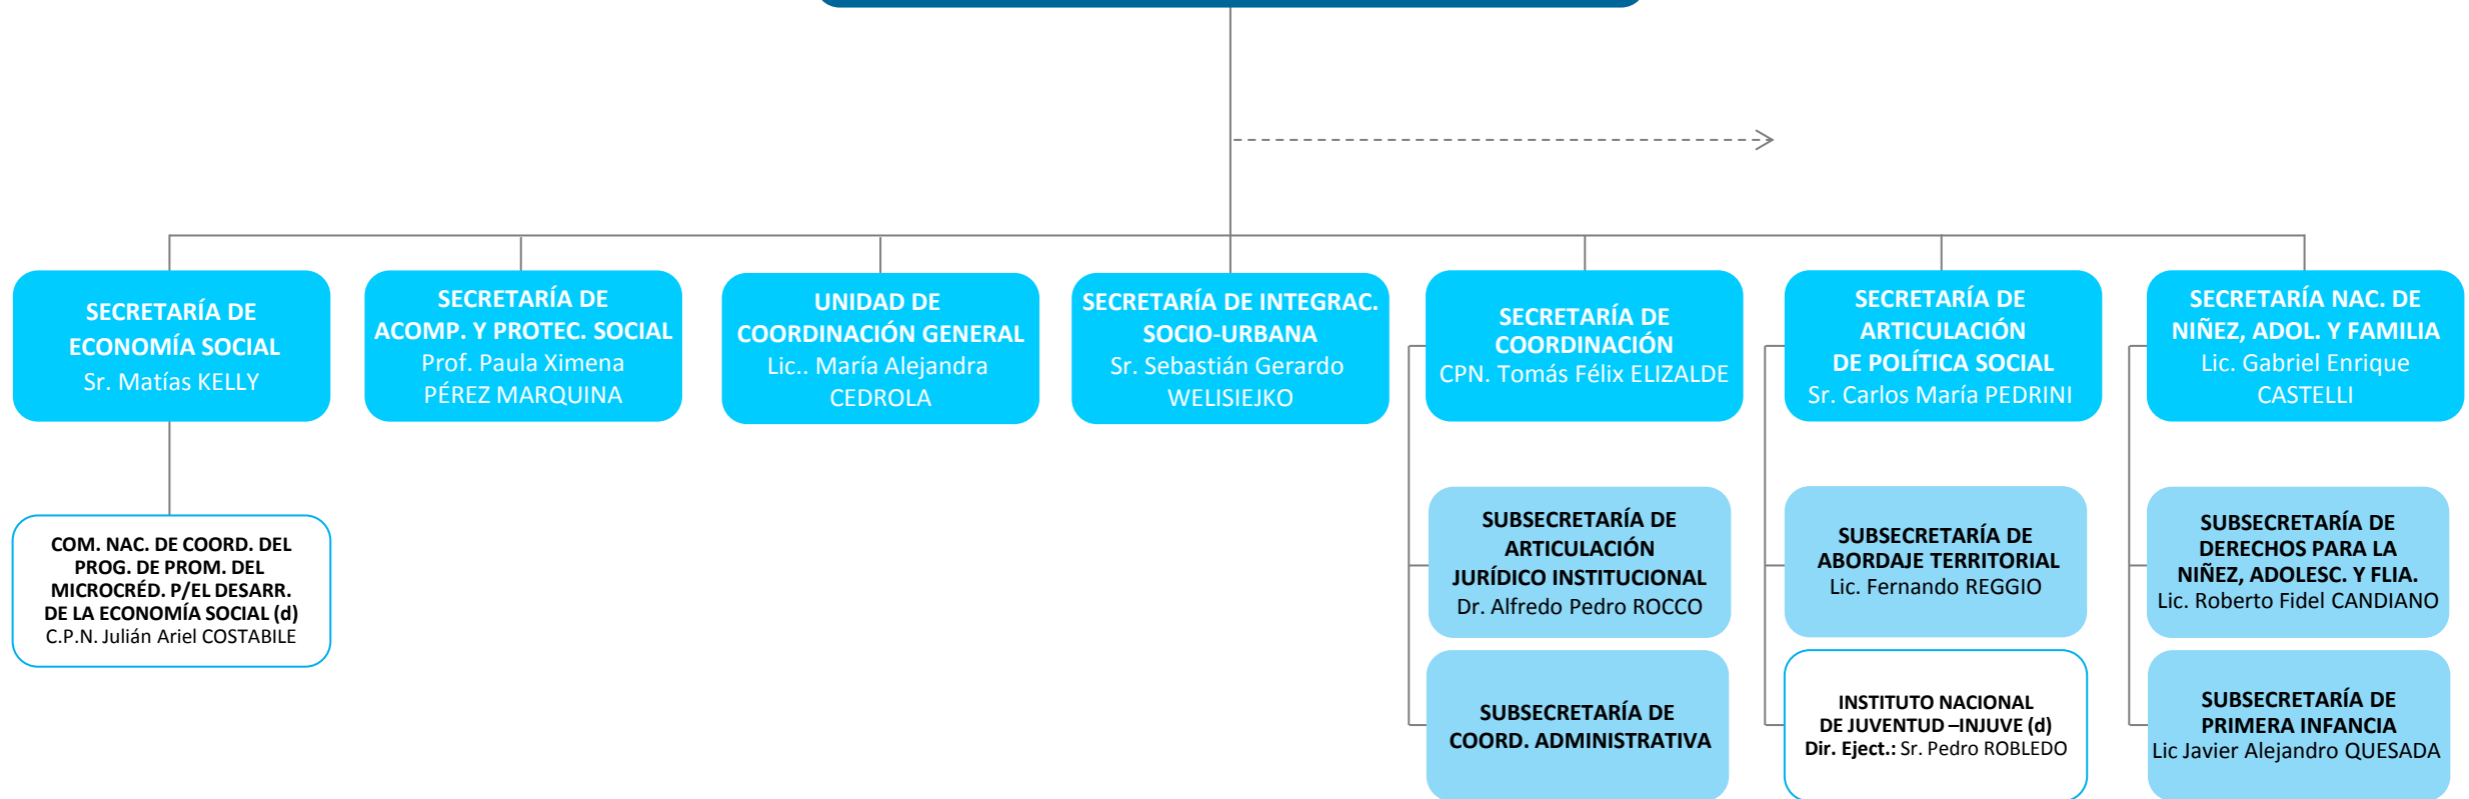 SECRETARÍA DE
ECONOMÍA SOCIAL
Sr. Matías KELLY
SECRETARÍA DE
ACOMP. Y PROTEC. SOCIAL
Prof. Paula Ximena
PÉREZ MARQUINA
UNIDAD DE
COORDINACIÓN GENERAL
Lic.. María Alejandra
CEDROLA
SECRETARÍA DE INTEGRAC.
SOCIO-URBANA
Sr. Sebastián Gerardo
WELISIEJKO
SECRETARÍA DE
COORDINACIÓN
CPN. Tomás Félix ELIZALDE
SECRETARÍA DE
ARTICULACIÓN
DE POLÍTICA SOCIAL
Sr. Carlos María PEDRINI
SECRETARÍA NAC. DE
NIÑEZ, ADOL. Y FAMILIA
Lic. Gabriel Enrique
CASTELLI
COM. NAC. DE COORD. DEL
PROG. DE PROM. DEL
MICROCRÉD. P/EL DESARR.
DE LA ECONOMÍA SOCIAL (d)
C.P.N. Julián Ariel COSTABILE
SUBSECRETARÍA DE
ARTICULACIÓN
JURÍDICO INSTITUCIONAL
Dr. Alfredo Pedro ROCCO
SUBSECRETARÍA DE
ABORDAJE TERRITORIAL
Lic. Fernando REGGIO
SUBSECRETARÍA DE
DERECHOS PARA LA
NIÑEZ, ADOLESC. Y FLIA.
Lic. Roberto Fidel CANDIANO
SUBSECRETARÍA DE
COORD. ADMINISTRATIVA
INSTITUTO NACIONAL
DE JUVENTUD –INJUVE (d)
Dir. Eject.: Sr. Pedro ROBLEDO
SUBSECRETARÍA DE
PRIMERA INFANCIA
Lic Javier Alejandro QUESADA